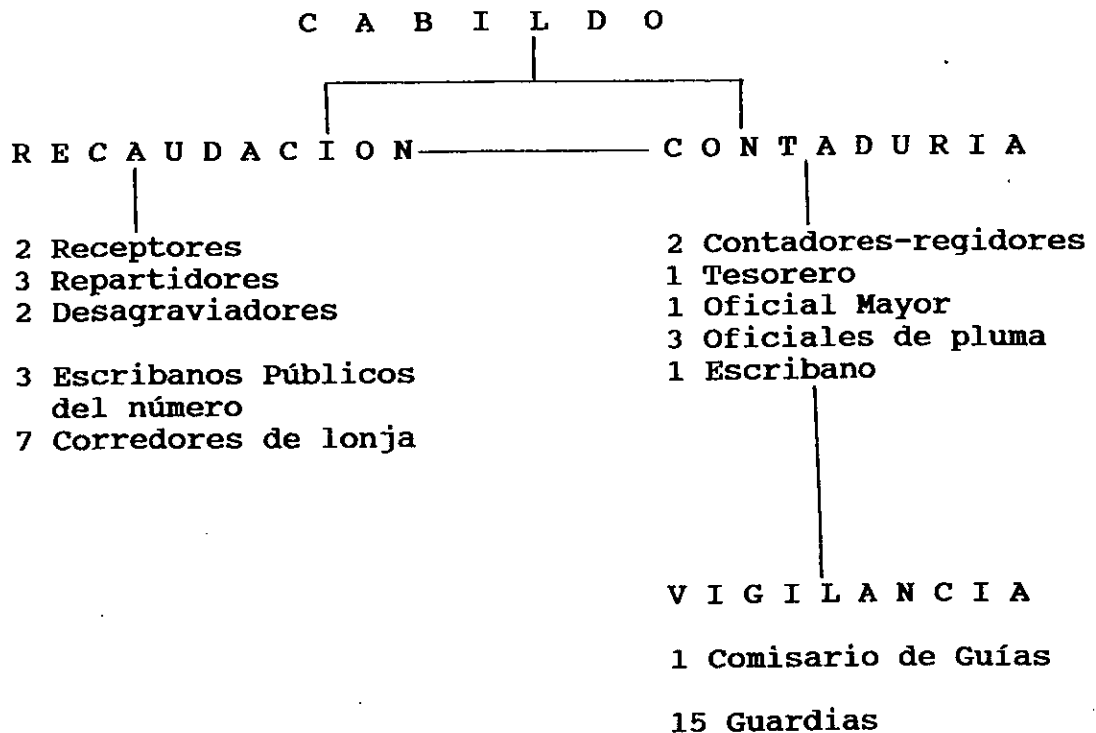 C A B I L D O
R E C A U D A C I O N
2 Receptores
3 Repartidores
2 Desagraviadores
3 Escribanos Públicos
del número
7 Corredores de lonja
C O N T A D U R I A
2 Contadores-regidores
1 Tesorero
1 Oficial Mayor
3 Oficiales de pluma
1 Escribano
V I G I L A N C I A
1 Comisario de Guías
15 Guardias